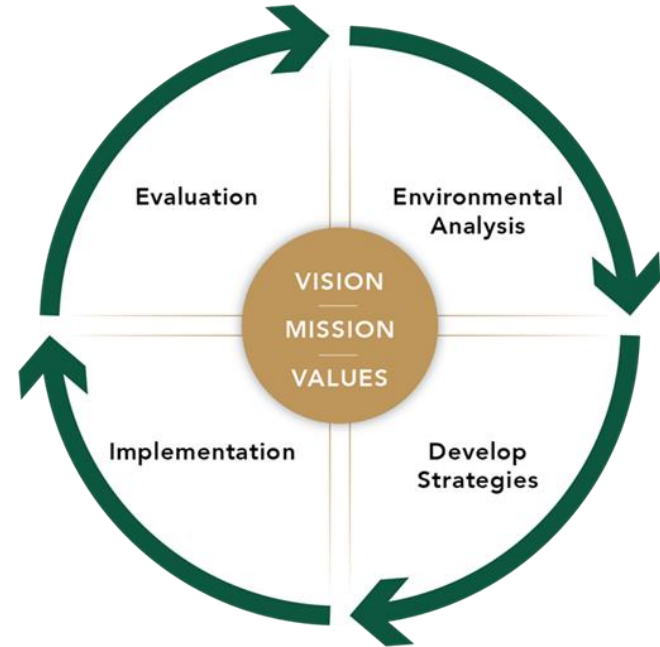 Evaluation
Environmental
Analysis
VISION
MISSION
VALUES
Implementation
Develop
Strategies